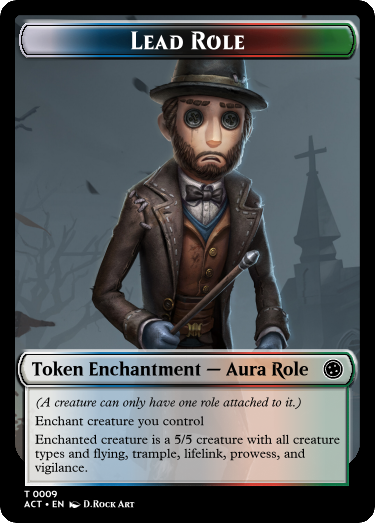 Lead Role
Token Enchantment — Aura Role
(A creature can only have one role attached to it.)
Enchant creature you control
Enchanted creature is a 5/5 creature with all creature
types and flying, trample, lifelink, prowess, and
vigilance.
T 0009
ACT • EN D.Rock Art